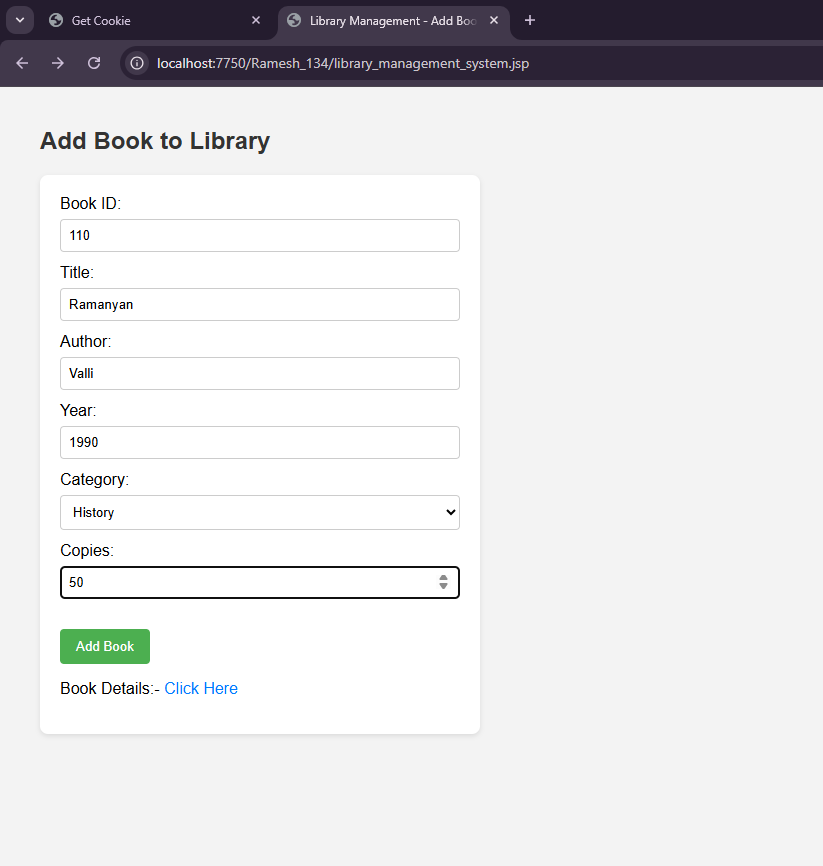 Get Cookie
Library Management - Add Boo
localhost:7750/Ramesh_134/library_management_system.jsp
Add Book to Library
Book ID:
110
Title:
Ramanyan
Author:
Valli
Year:
1990
Category:
History
Copies:
50
Add Book
Book Details:- Click Here